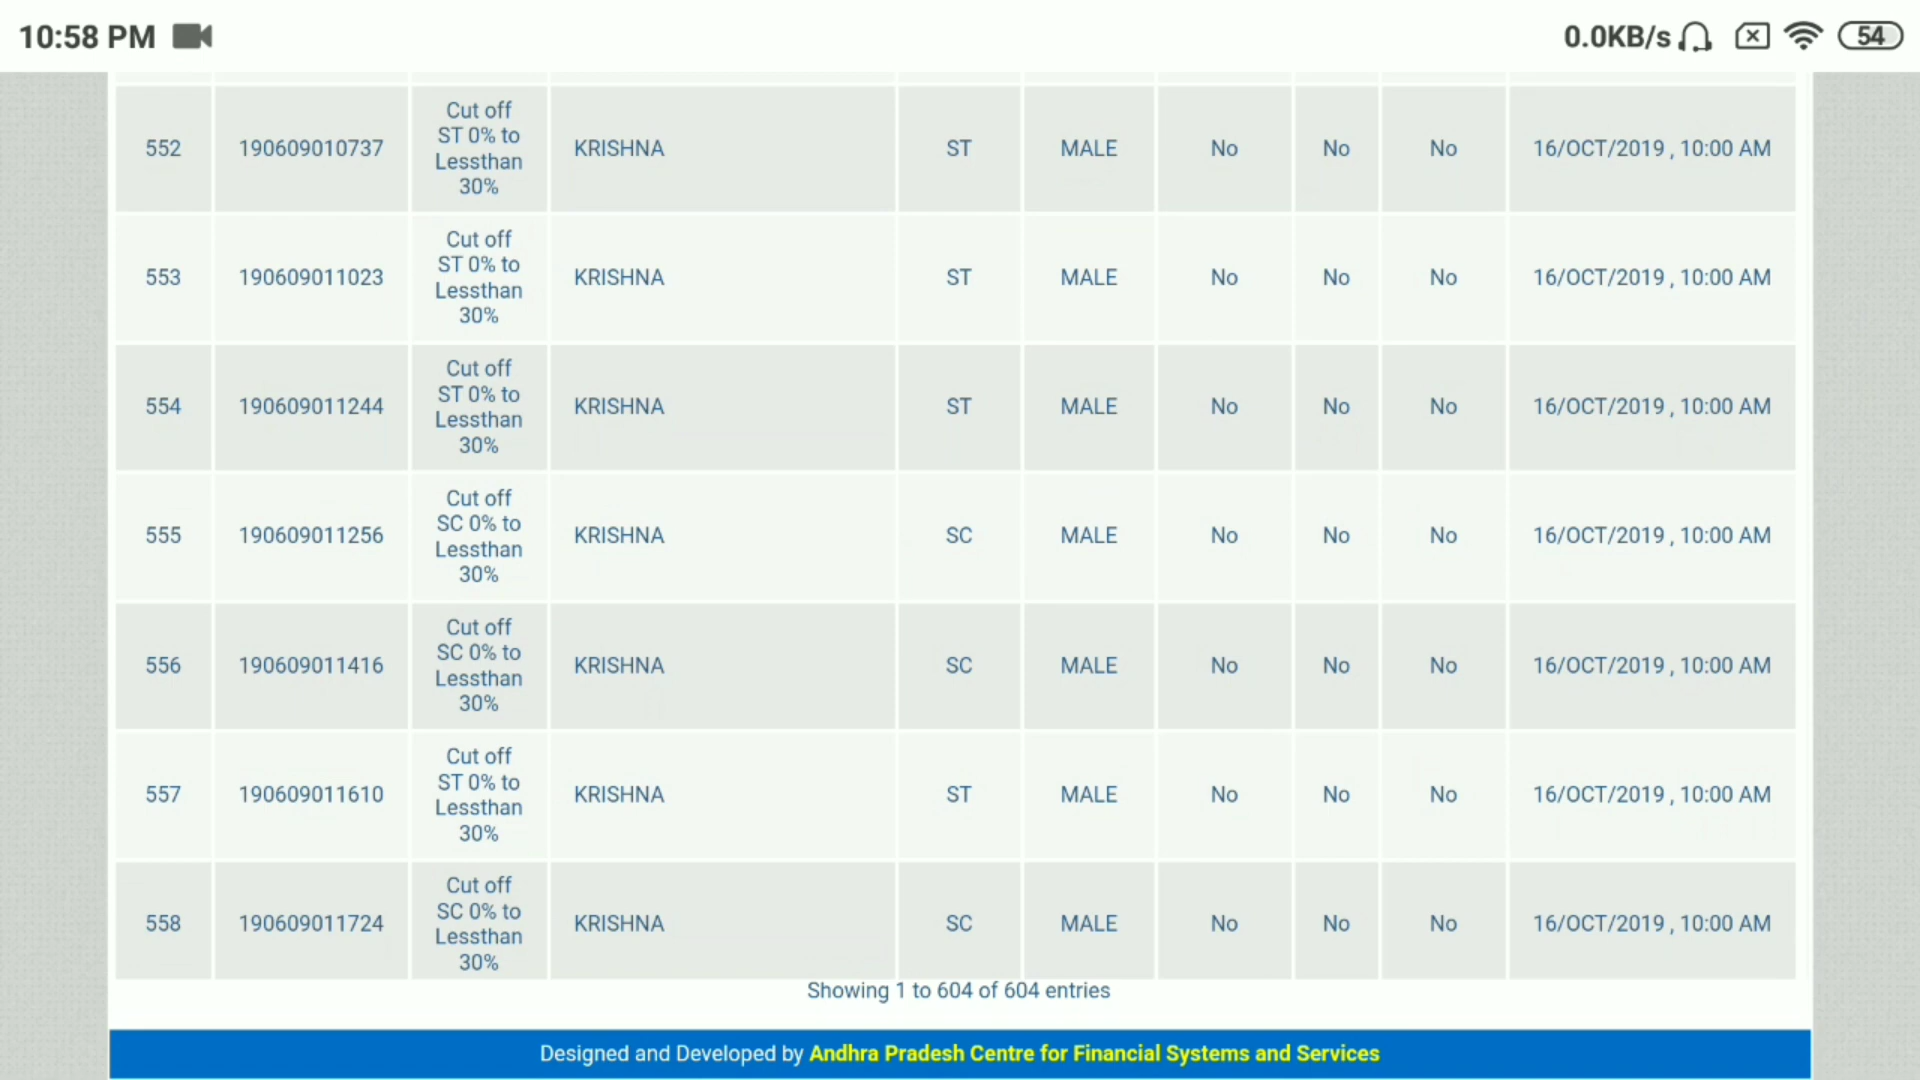 10:58 PM
0.0KB/s
54
552 190609010737 Cut off ST 0% to Lessthan 30% KRISHNA ST MALE No No No 16/OCT/2019 , 10:00 AM
553 190609011023 Cut off ST 0% to Lessthan 30% KRISHNA ST MALE No No No 16/OCT/2019 , 10:00 AM
554 190609011244 Cut off ST 0% to Lessthan 30% KRISHNA ST MALE No No No 16/OCT/2019 , 10:00 AM
555 190609011256 Cut off SC 0% to Lessthan 30% KRISHNA SC MALE No No No 16/OCT/2019 , 10:00 AM
556 190609011416 Cut off SC 0% to Lessthan 30% KRISHNA SC MALE No No No 16/OCT/2019 , 10:00 AM
557 190609011610 Cut off ST 0% to Lessthan 30% KRISHNA ST MALE No No No 16/OCT/2019 , 10:00 AM
558 190609011724 Cut off SC 0% to Lessthan 30% KRISHNA SC MALE No No No 16/OCT/2019 , 10:00 AM
Showing 1 to 604 of 604 entries
Designed and Developed by Andhra Pradesh Centre for Financial Systems and Services